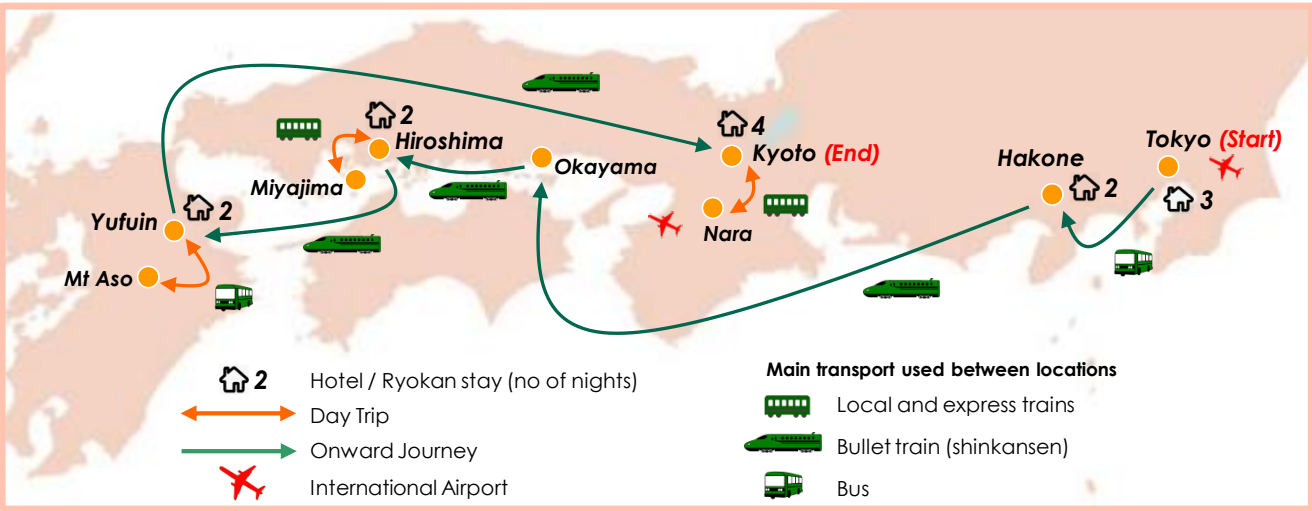 2
Hiroshima
Miyajima
Okayama
4
Kyoto (End)
Nara
Tokyo (Start)
3
Hakone
2
Yufuin
2
Mt Aso
2 Hotel / Ryokan stay (no of nights)
Day Trip
Onward Journey
International Airport
Main transport used between locations
Local and express trains
Bullet train (shinkansen)
Bus